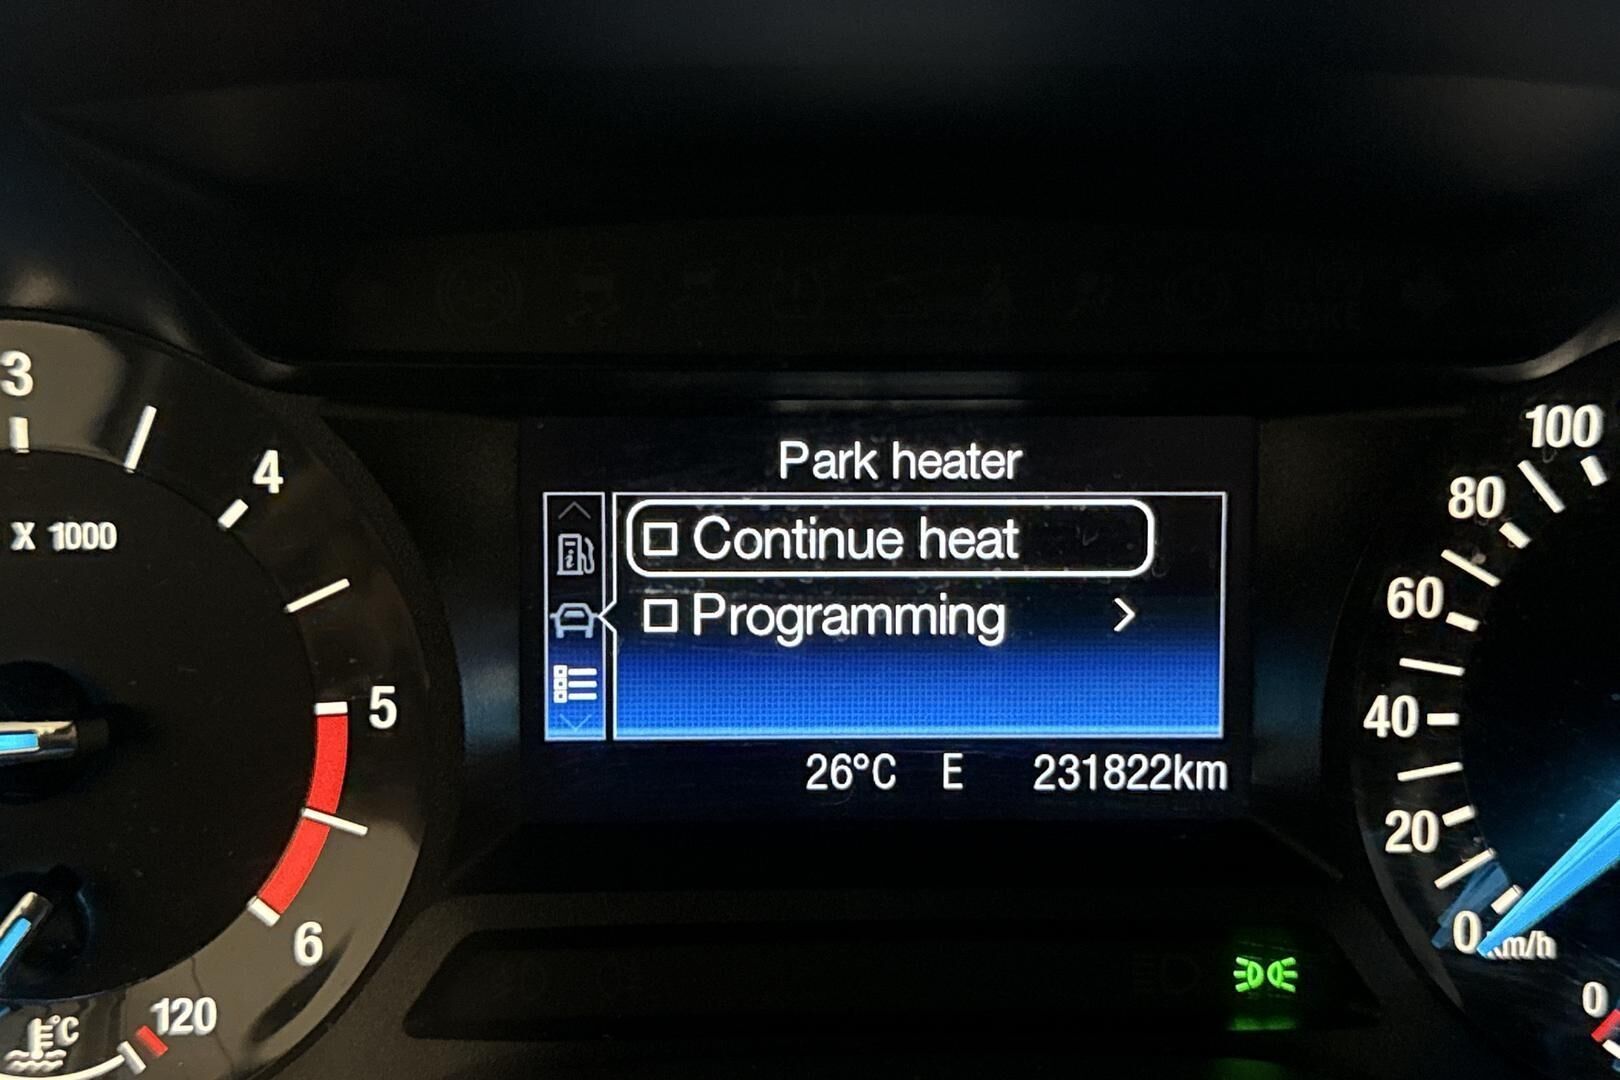 Park heater
Continue heat
Programming
26°C E 231822km
3
4
X 1000
5
6
°C
120
100
80
60
40
20
0
km/h
0